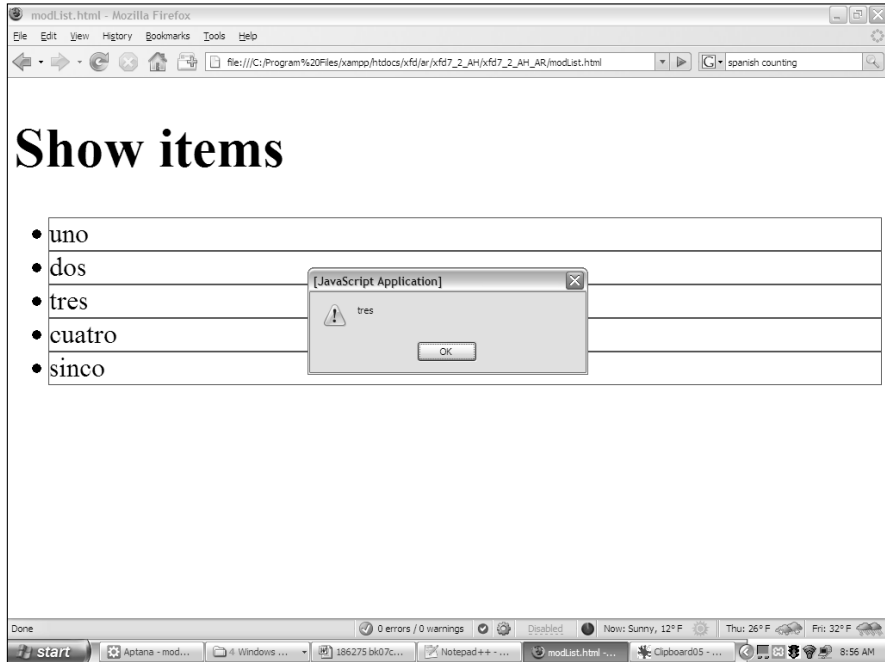 modList.html - Mozilla Firefox
File Edit View History Bookmarks Tools Help
file:///C:/Program%20Files/xampp/htdocs/xfd/ar/xfd7_2_AH/xfd7_2_AH_AR/modList.html
G spanish counting
Show items
uno
dos
tres
cuatro
sinco
[JavaScript Application]
tres
OK
Done
0 errors / 0 warnings
Disabled
Now: Sunny, 12° F
Thu: 26° F
Fri: 32° F
start
Aptana - mod...
4 Windows ...
186275 bk07c...
Notepad++ - ...
modList.html -...
Clipboard05 - ...
8:56 AM